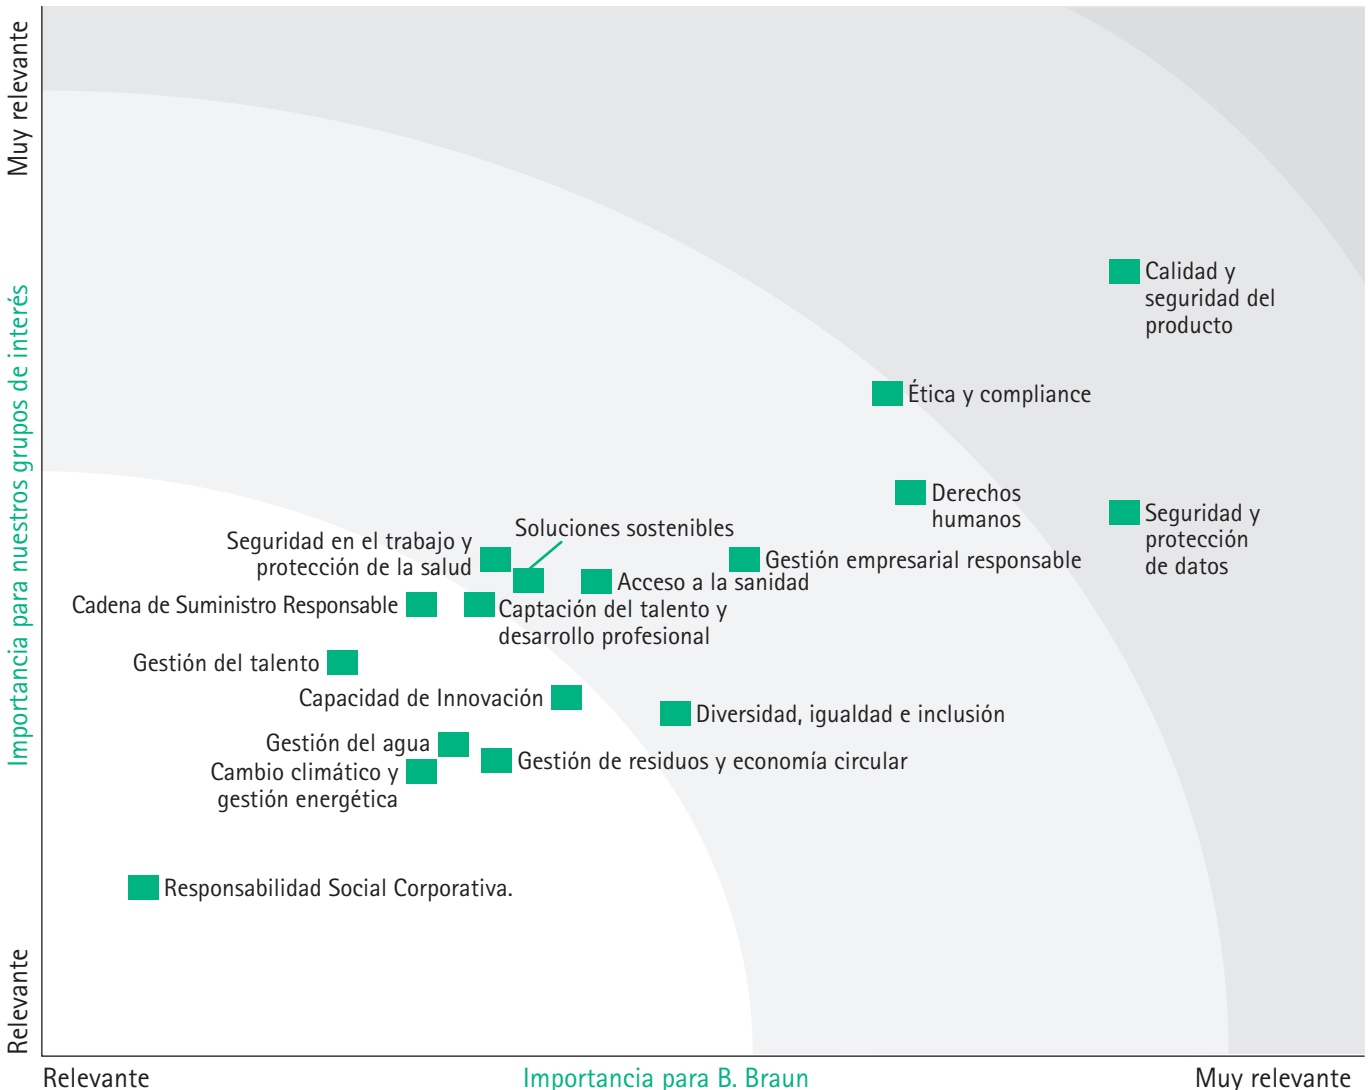 Muy relevante
Importancia para nuestros grupos de interés
Relevante
Calidad y
seguridad del
producto
Ética y compliance
Derechos
humanos
Seguridad y
protección
de datos
Soluciones sostenibles
Seguridad en el trabajo y
protección de la salud
Gestión empresarial responsable
Acceso a la sanidad
Cadena de Suministro Responsable
Captación del talento y
desarrollo profesional
Gestión del talento
Capacidad de Innovación
Diversidad, igualdad e inclusión
Gestión del agua
Gestión de residuos y economía circular
Cambio climático y
gestión energética
Responsabilidad Social Corporativa.
Relevante
Importancia para B. Braun
Muy relevante